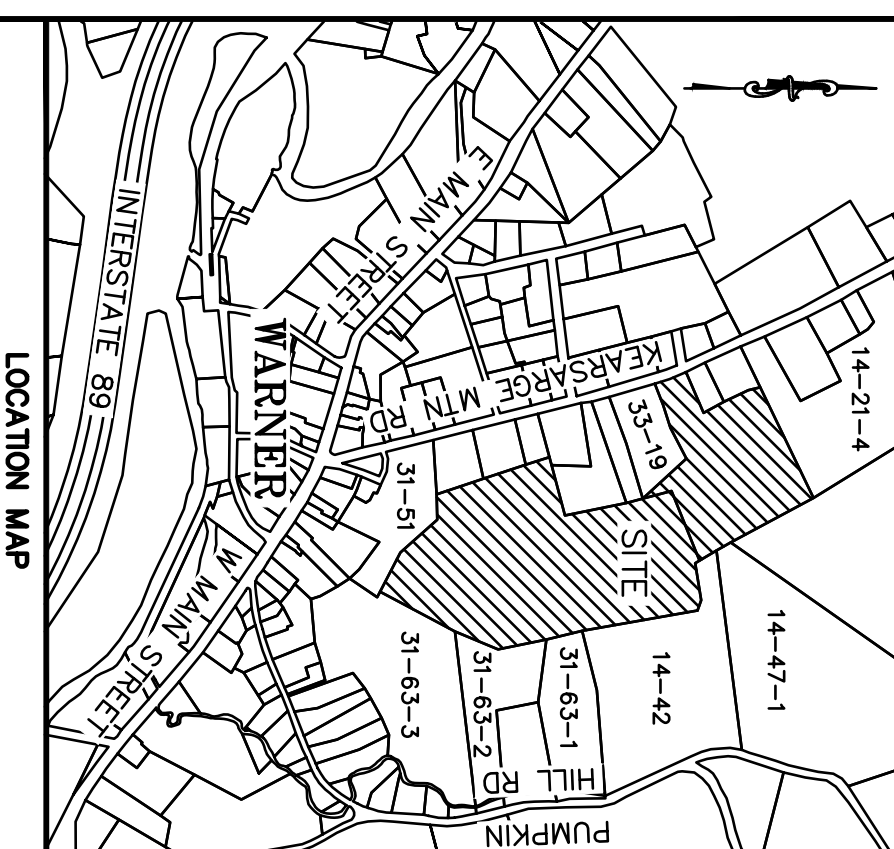 E MAIN STREET
INTERSTATE 89
WARNER
KEARSARGE MTN RD
W MAIN STREET
SITE
14-21-4
33-19
31-51
14-47-1
14-42
31-63-1
31-63-2
31-63-3
PUMPKIN
HILL RD
LOCATION MAP